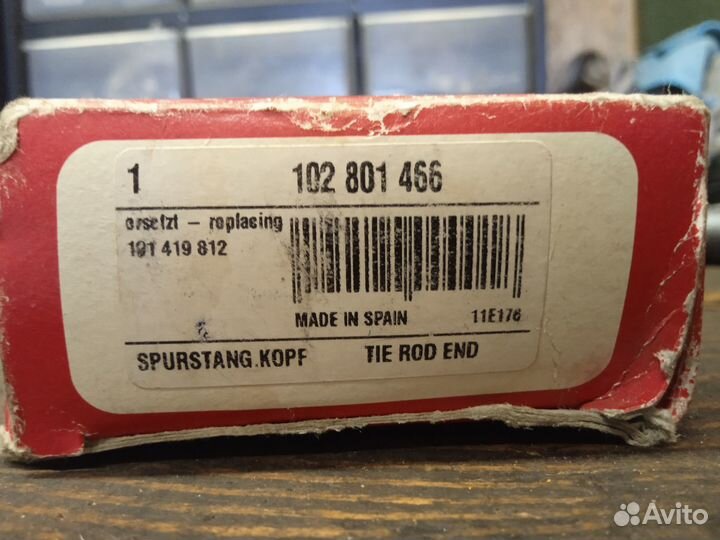 1 102 801 466
ersetzt – replacing
191 419 812
MADE IN SPAIN 11E176
SPURSTANG.KOPF TIE ROD END
Avito